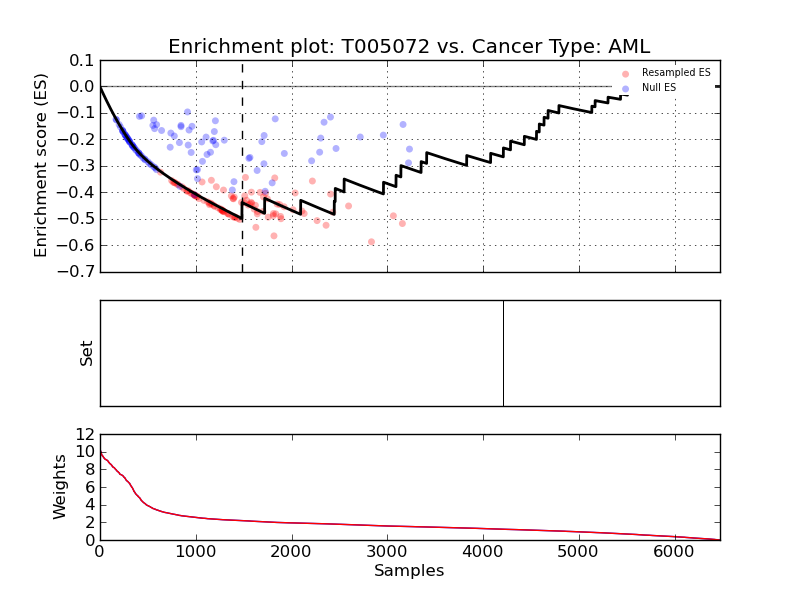 Enrichment plot: T005072 vs. Cancer Type: AML
Enrichment score (ES)
0.1
0.0
−0.1
−0.2
−0.3
−0.4
−0.5
−0.6
−0.7
Resampled ES
Null ES
Set
Weights
12
10
8
6
4
2
0
0 1000 2000 3000 4000 5000 6000
Samples